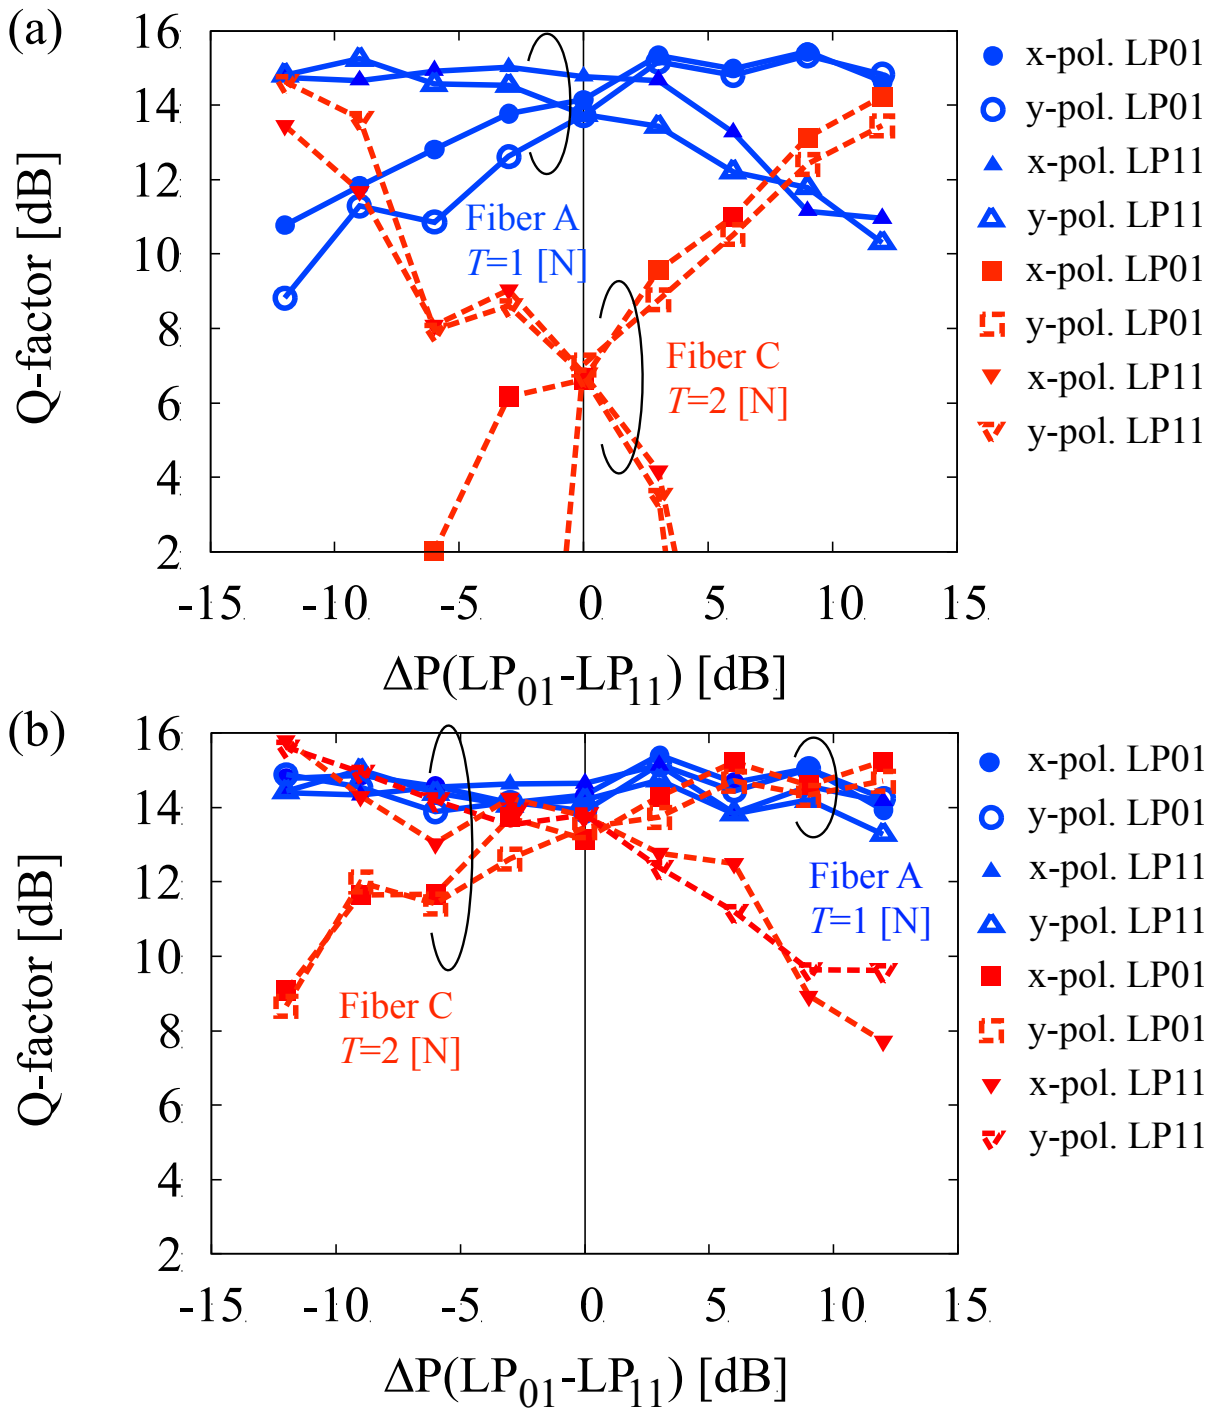 (a)
16
14
12
10
8
6
4
2
Q-factor [dB]
-15
-10
-5
0
5
10
15
ΔP(LP01-LP11) [dB]
Fiber A
T=1 [N]
Fiber C
T=2 [N]
x-pol. LP01
y-pol. LP01
x-pol. LP11
y-pol. LP11
x-pol. LP01
y-pol. LP01
x-pol. LP11
y-pol. LP11
(b)
16
14
12
10
8
6
4
2
Q-factor [dB]
-15
-10
-5
0
5
10
15
ΔP(LP01-LP11) [dB]
Fiber A
T=1 [N]
Fiber C
T=2 [N]
x-pol. LP01
y-pol. LP01
x-pol. LP11
y-pol. LP11
x-pol. LP01
y-pol. LP01
x-pol. LP11
y-pol. LP11